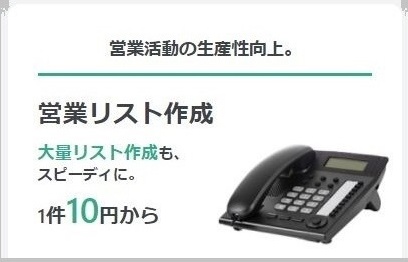 営業活動の生産性向上。
営業リスト作成
大量リスト作成も、
スピーディに。
1件10円から